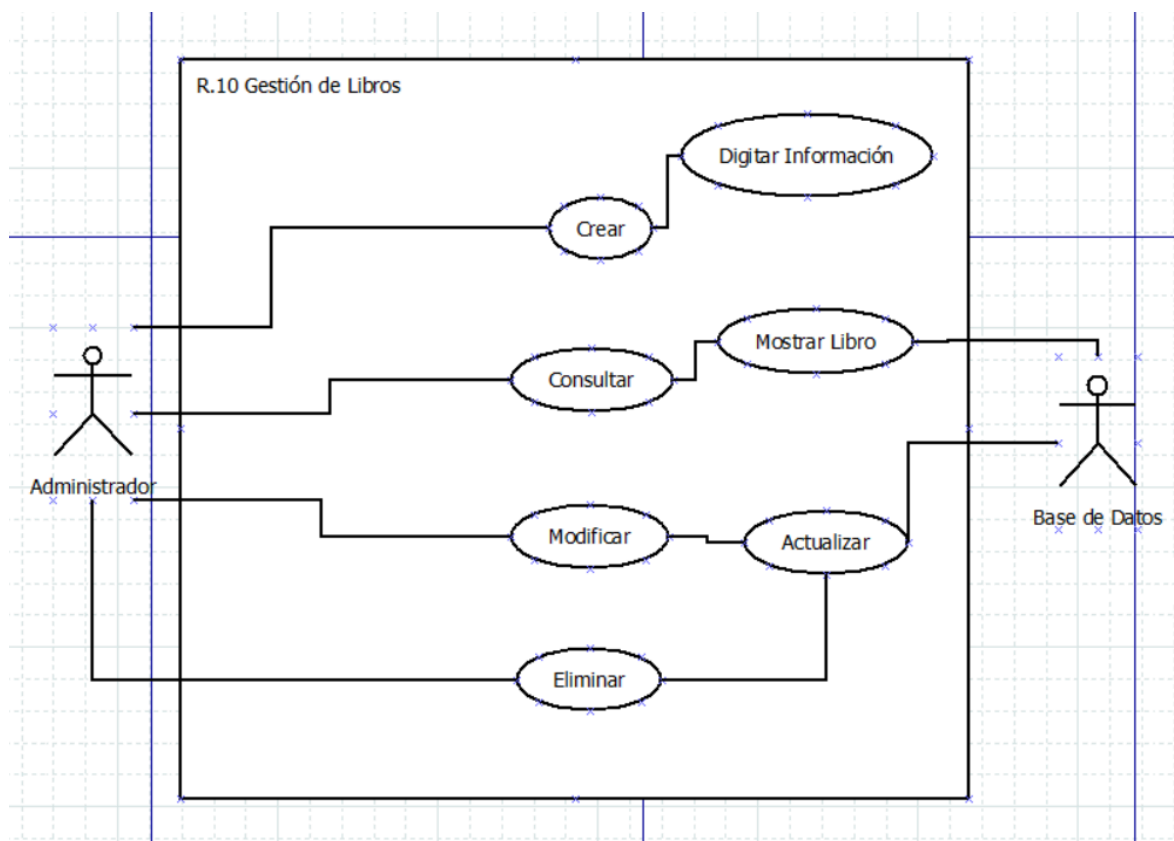 R.10 Gestión de Libros
Digitar Información
Crear
Mostrar Libro
Consultar
Administrador
Base de Datos
Modificar
Actualizar
Eliminar